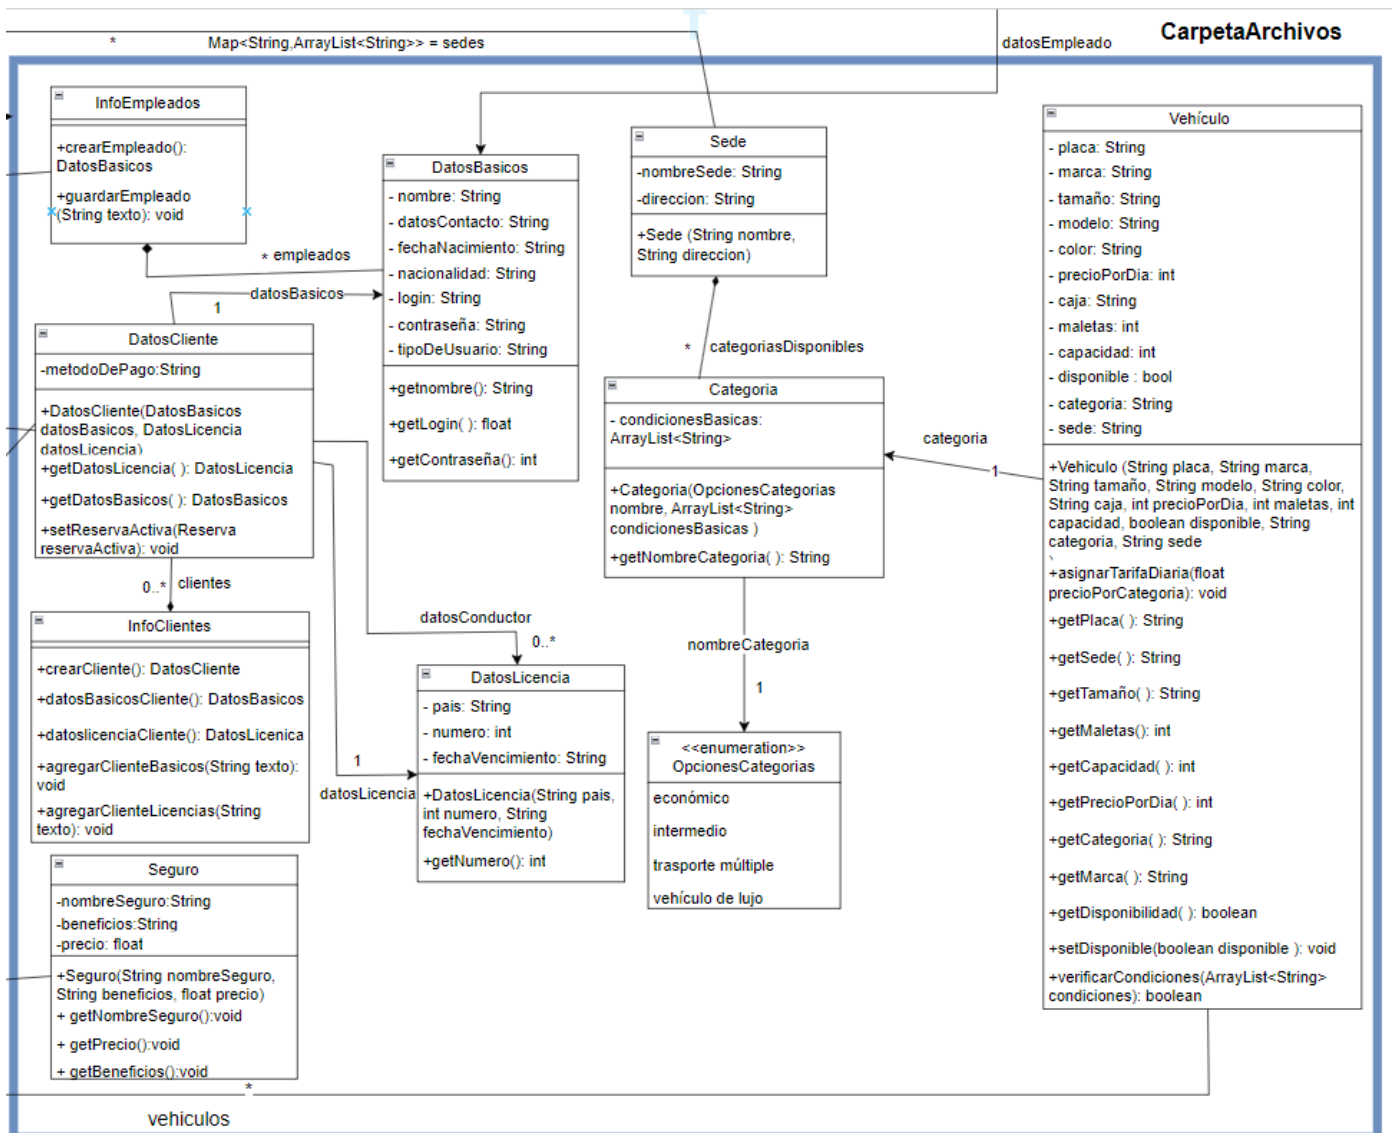 CarpetaArchivos
* Map<String,ArrayList<String>> = sedes
datosEmpleado
InfoEmpleados
+crearEmpleado():
DatosBasicos
+guardarEmpleado
(String texto): void
* empleados
DatosBasicos
- nombre: String
- datosContacto: String
- fechaNacimiento: String
- nacionalidad: String
- login: String
- contraseña: String
- tipoDeUsuario: String
+getnombre(): String
+getLogin( ): float
+getContraseña(): int
datosBasicos
1
Sede
-nombreSede: String
-direccion: String
+Sede (String nombre,
String direccion)
* categoriasDisponibles
Vehículo
- placa: String
- marca: String
- tamaño: String
- modelo: String
- color: String
- precioPorDia: int
- caja: String
- maletas: int
- capacidad: int
- disponible : bool
- categoria: String
- sede: String
+Vehiculo (String placa, String marca,
String tamaño, String modelo, String color,
String caja, int precioPorDia, int maletas, int
capacidad, boolean disponible, String
categoria, String sede
)
+asignarTarifaDiaria(float
precioPorCategoria): void
+getPlaca( ): String
+getSede( ): String
+getTamaño( ): String
+getMaletas(): int
+getCapacidad( ): int
+getPrecioPorDia( ): int
+getCategoria( ): String
+getMarca( ): String
+getDisponibilidad( ): boolean
+setDisponible(boolean disponible ): void
+verificarCondiciones(ArrayList<String>
condiciones): boolean
DatosCliente
-metodoDePago:String
+DatosCliente(DatosBasicos
datosBasicos, DatosLicencia
datosLicencia)
+getDatosLicencia( ): DatosLicencia
+getDatosBasicos( ): DatosBasicos
+setReservaActiva(Reserva
reservaActiva): void
0..* clientes
Categoria
- condicionesBasicas:
ArrayList<String>
+Categoria(OpcionesCategorias
nombre, ArrayList<String>
condicionesBasicas )
+getNombreCategoria( ): String
categoria
1
nombreCategoria
1
InfoClientes
+crearCliente(): DatosCliente
+datosBasicosCliente(): DatosBasicos
+datoslicenciaCliente(): DatosLicenica
+agregarClienteBasicos(String texto):
void
+agregarClienteLicencias(String
texto): void
datosConductor
0..*
1
datosLicencia
DatosLicencia
- pais: String
- numero: int
- fechaVencimiento: String
+DatosLicencia(String pais,
int numero, String
fechaVencimiento)
+getNumero(): int
<<enumeration>>
OpcionesCategorias
económico
intermedio
trasporte múltiple
vehículo de lujo
Seguro
-nombreSeguro:String
-beneficios:String
-precio: float
+Seguro(String nombreSeguro,
String beneficios, float precio)
+ getNombreSeguro():void
+ getPrecio():void
+ getBeneficios():void
*
vehiculos